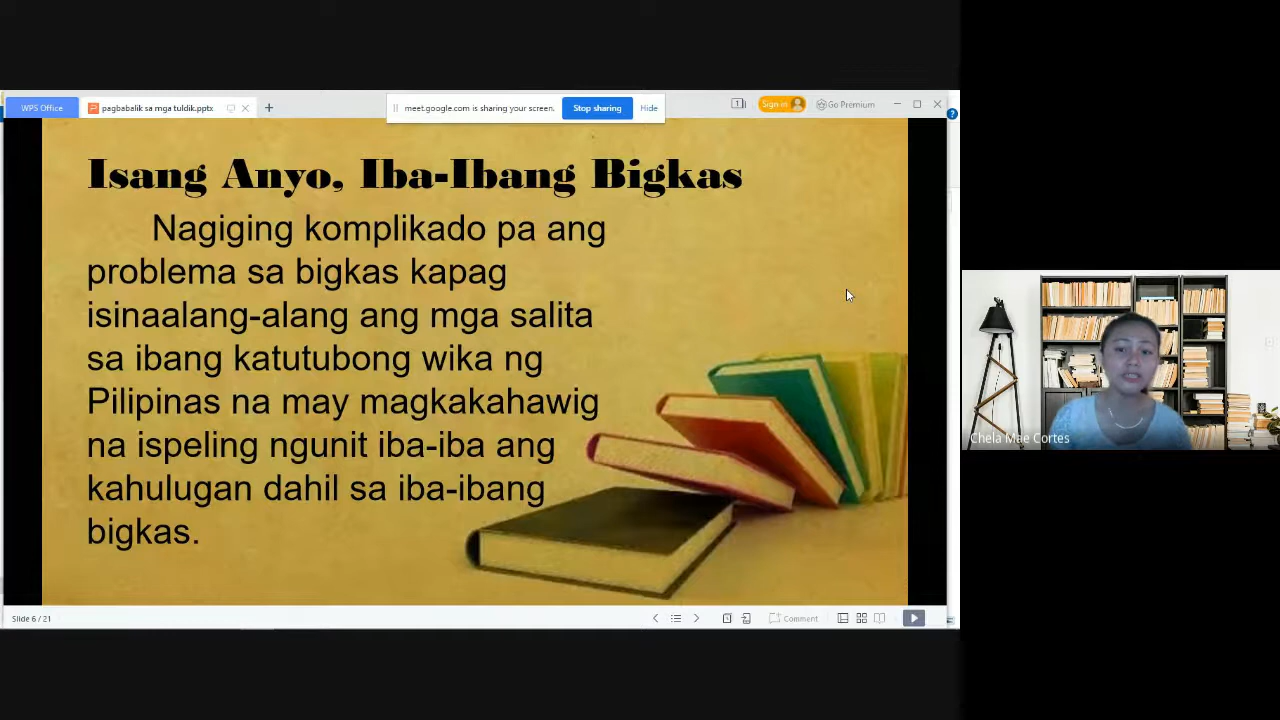 WPS Office
pagbabalik sa mga tuldik.pptx
meet.google.com is sharing your screen.
Stop sharing
Hide
1
Sign in
Go Premium
Isang Anyo, Iba-Ibang Bigkas
Nagiging komplikado pa ang
problema sa bigkas kapag
isinaalang-alang ang mga salita
sa ibang katutubong wika ng
Pilipinas na may magkakahawig
na ispeling ngunit iba-iba ang
kahulugan dahil sa iba-ibang
bigkas.
Chela Mae Cortes
Slide 6 / 21
Comment